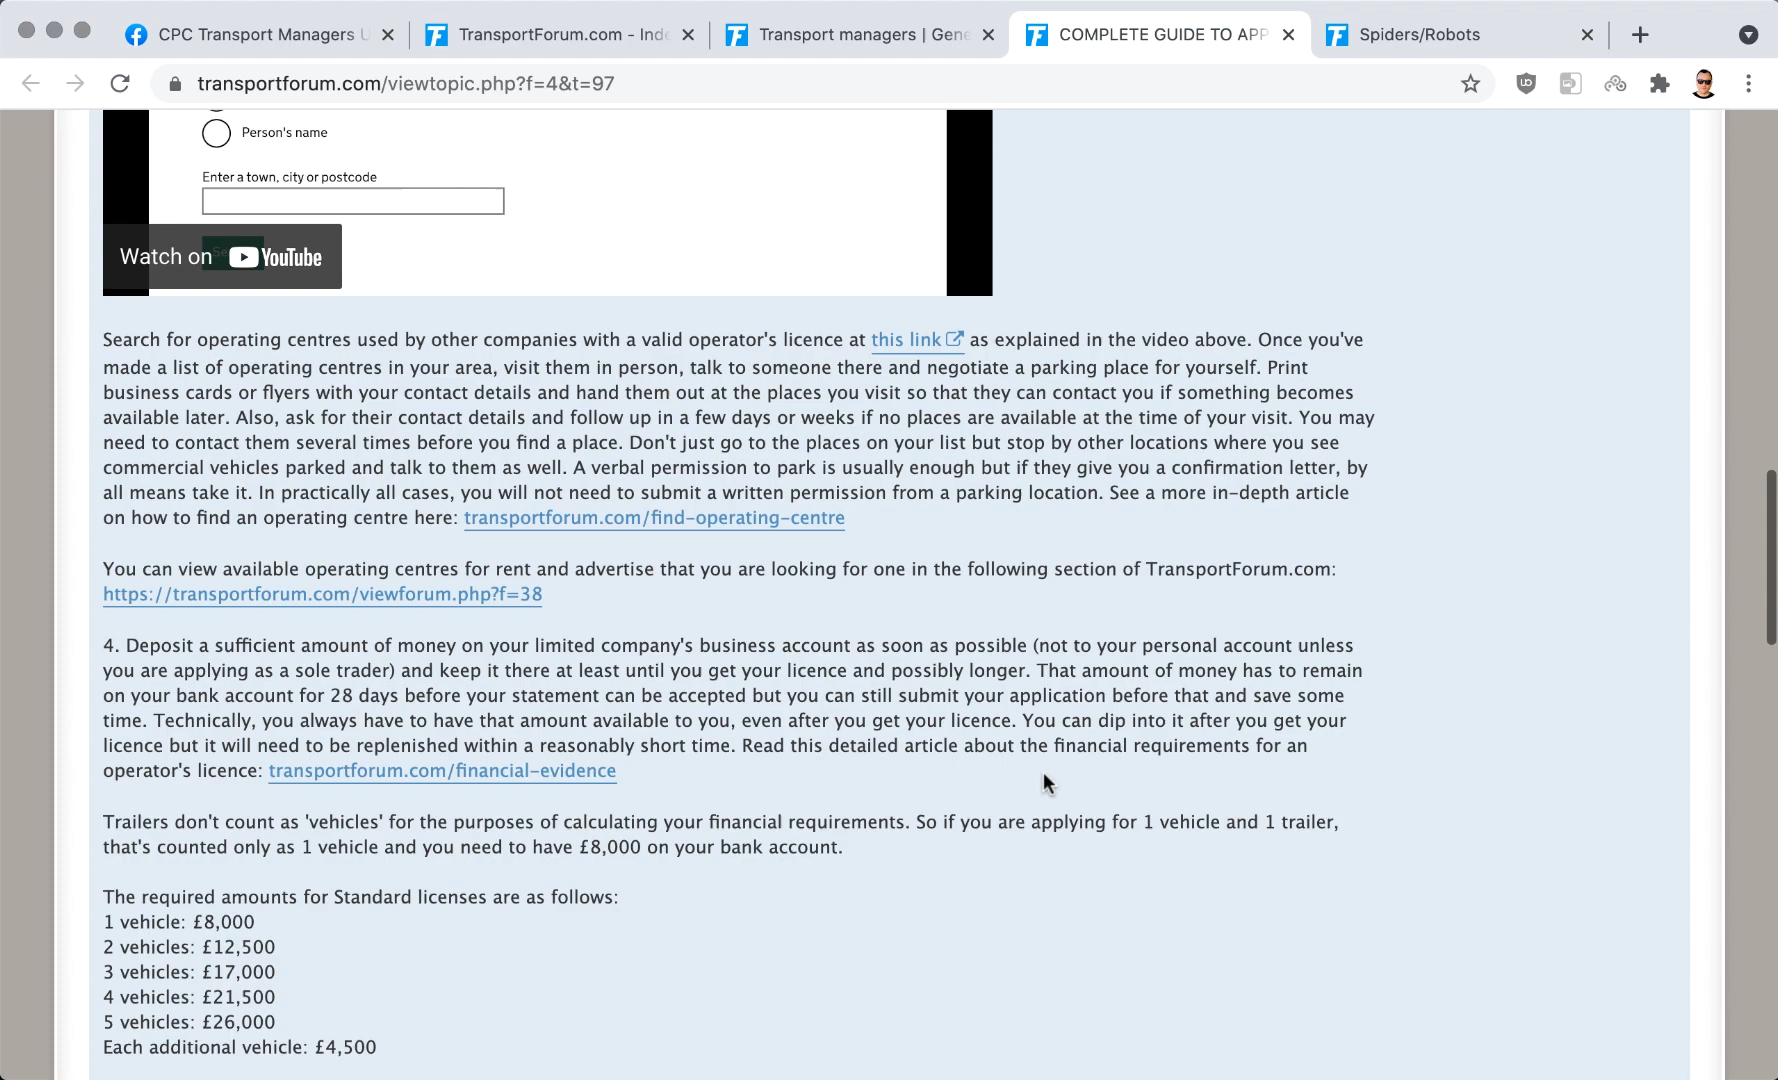 CPC Transport Managers U
TransportForum.com - Inde
Transport managers | Gene
COMPLETE GUIDE TO APP
Spiders/Robots
transportforum.com/viewtopic.php?f=4&t=97
Person's name
Enter a town, city or postcode
Watch on YouTube
Search for operating centres used by other companies with a valid operator's licence at this link as explained in the video above. Once you've
made a list of operating centres in your area, visit them in person, talk to someone there and negotiate a parking place for yourself. Print
business cards or flyers with your contact details and hand them out at the places you visit so that they can contact you if something becomes
available later. Also, ask for their contact details and follow up in a few days or weeks if no places are available at the time of your visit. You may
need to contact them several times before you find a place. Don't just go to the places on your list but stop by other locations where you see
commercial vehicles parked and talk to them as well. A verbal permission to park is usually enough but if they give you a confirmation letter, by
all means take it. In practically all cases, you will not need to submit a written permission from a parking location. See a more in-depth article
on how to find an operating centre here: transportforum.com/find-operating-centre
You can view available operating centres for rent and advertise that you are looking for one in the following section of TransportForum.com:
https://transportforum.com/viewforum.php?f=38
4. Deposit a sufficient amount of money on your limited company's business account as soon as possible (not to your personal account unless
you are applying as a sole trader) and keep it there at least until you get your licence and possibly longer. That amount of money has to remain
on your bank account for 28 days before your statement can be accepted but you can still submit your application before that and save some
time. Technically, you always have to have that amount available to you, even after you get your licence. You can dip into it after you get your
licence but it will need to be replenished within a reasonably short time. Read this detailed article about the financial requirements for an
operator's licence: transportforum.com/financial-evidence
Trailers don't count as 'vehicles' for the purposes of calculating your financial requirements. So if you are applying for 1 vehicle and 1 trailer,
that's counted only as 1 vehicle and you need to have £8,000 on your bank account.
The required amounts for Standard licenses are as follows:
1 vehicle: £8,000
2 vehicles: £12,500
3 vehicles: £17,000
4 vehicles: £21,500
5 vehicles: £26,000
Each additional vehicle: £4,500